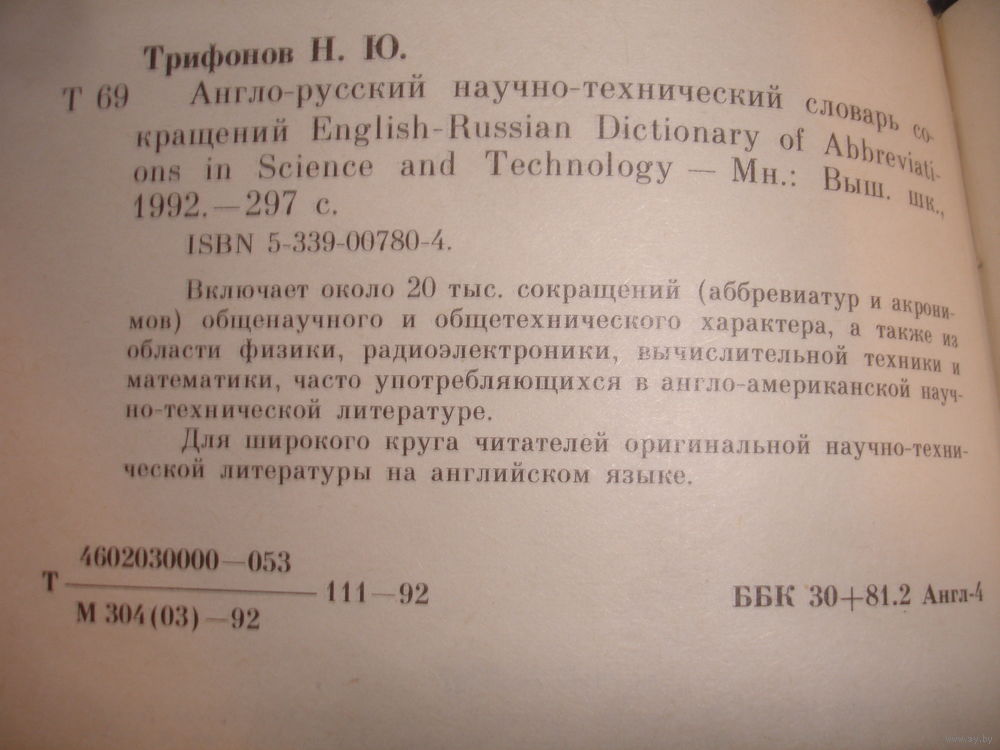 Трифонов Н. Ю.
Т 69 Англо-русский научно-технический словарь со-
кращений English-Russian Dictionary of Abbreviati-
ons in Science and Technology — Мн.: Выш. шк.,
1992.—297 с.
ISBN 5-339-00780-4.
Включает около 20 тыс. сокращений (аббревиатур и акрони-
мов) общенаучного и общетехнического характера, а также из
области физики, радиоэлектроники, вычислительной техники и
математики, часто употребляющихся в англо-американской науч-
но-технической литературе.
Для широкого круга читателей оригинальной научно-техни-
ческой литературы на английском языке.
4602030000—053
Т 111—92
М 304(03)—92
ББК 30+81.2 Англ-4
www.ay.by